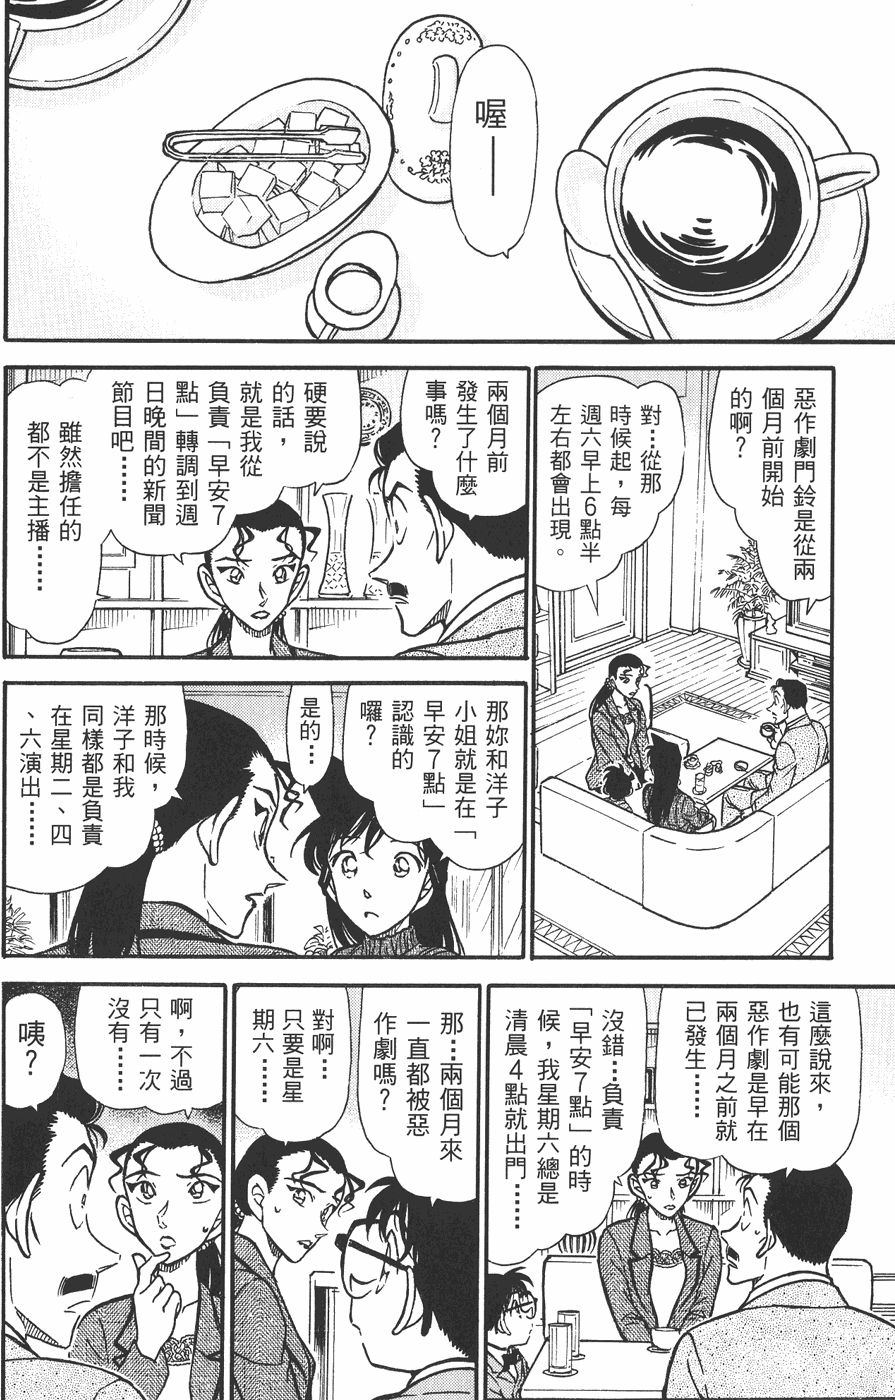 喔——
惡作劇門鈴是從兩
個月前開始
的啊？
對…從那
時候起，每
週六早上6點半
左右都會出現。
兩個月前
發生了什麼
事嗎？
硬要說
的話，
就是我從
負責「早安7
點」轉調到週
日晚間的新聞
節目吧……
雖然擔任的
都不是主播……
那妳和洋子
小姐就是在「
早安7點」
認識的
囉？
是的…
那時候，
洋子和我
同樣都是負責
在星期二、四
、六演出……
這麼說來，
也有可能那個
惡作劇是早在
兩個月之前就
已發生……
沒錯…負責
「早安7點」的時
候，我星期六總是
清晨4點就出門……
那…兩個月來
一直都被惡
作劇嗎？
對啊…
只要是星
期六……
啊，不過
只有一次
沒有……
咦？